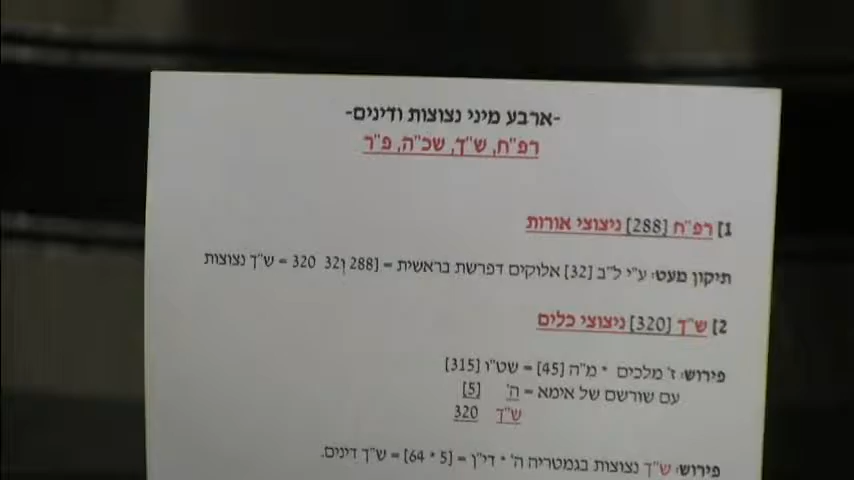 -ארבע מיני נצוצות ודינים-
רפ"ח, ש"ך, שכ"ה, פ"ר
1] רפ"ח [288] ניצוצי אורות
תיקון מעט: ע"י ל"ב [32] אלוקים דפרשת בראשית = [288 ו32 320 = ש"ך נצוצות
2] ש"ך [320] ניצוצי כלים
פירוש: ז' מלכים * מ"ה [45] = שט"ו [315]
עם שורשם של אימא = ה' [5]
ש"ך 320
פירוש: ש"ך נצוצות בגמטריה ה' * די"ן = [5 * 64] = ש"ך דינים.